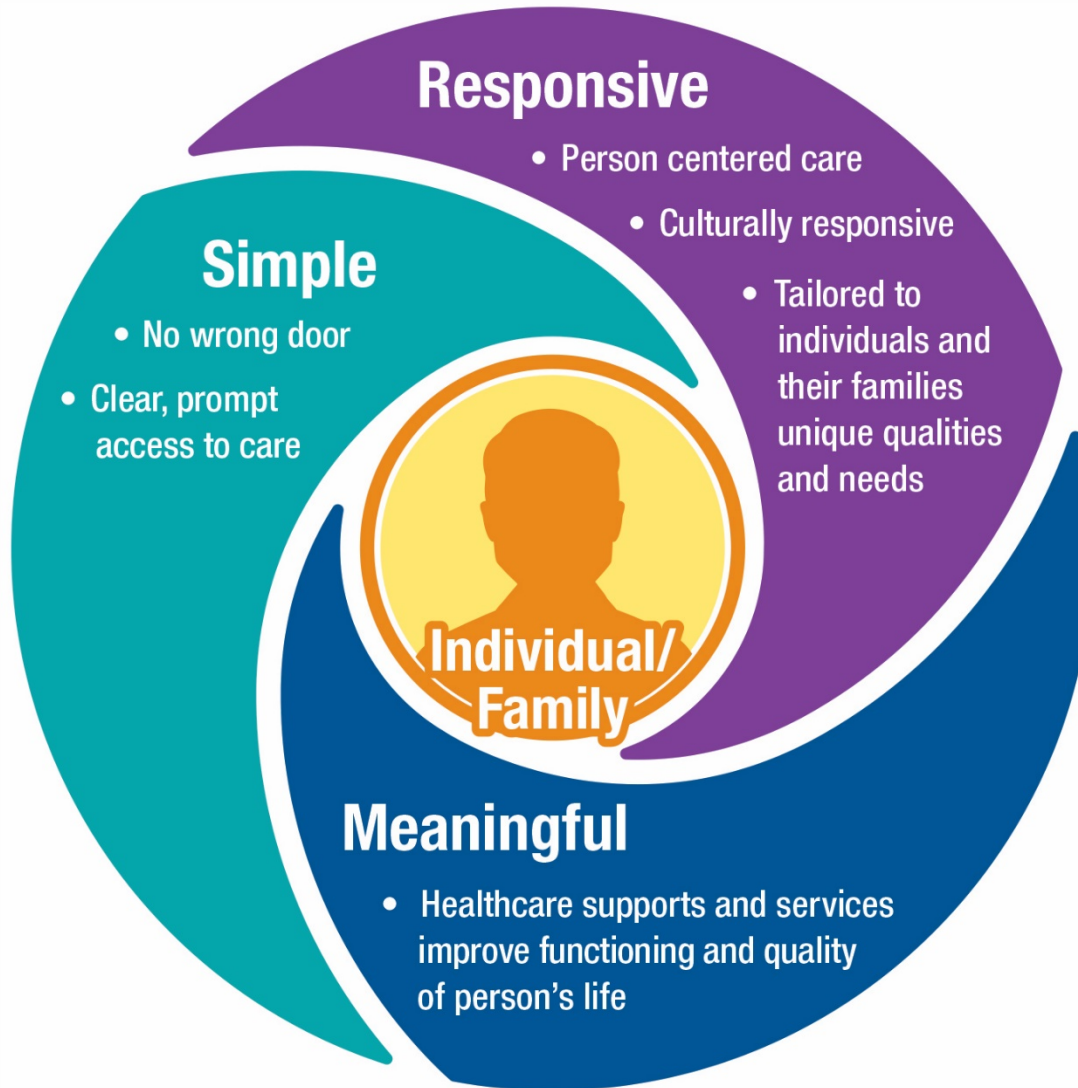 Responsive
• Person centered care
• Culturally responsive
• Tailored to
individuals and
their families
unique qualities
and needs
Simple
• No wrong door
• Clear, prompt
access to care
Individual/
Family
Meaningful
• Healthcare supports and services
improve functioning and quality
of person’s life